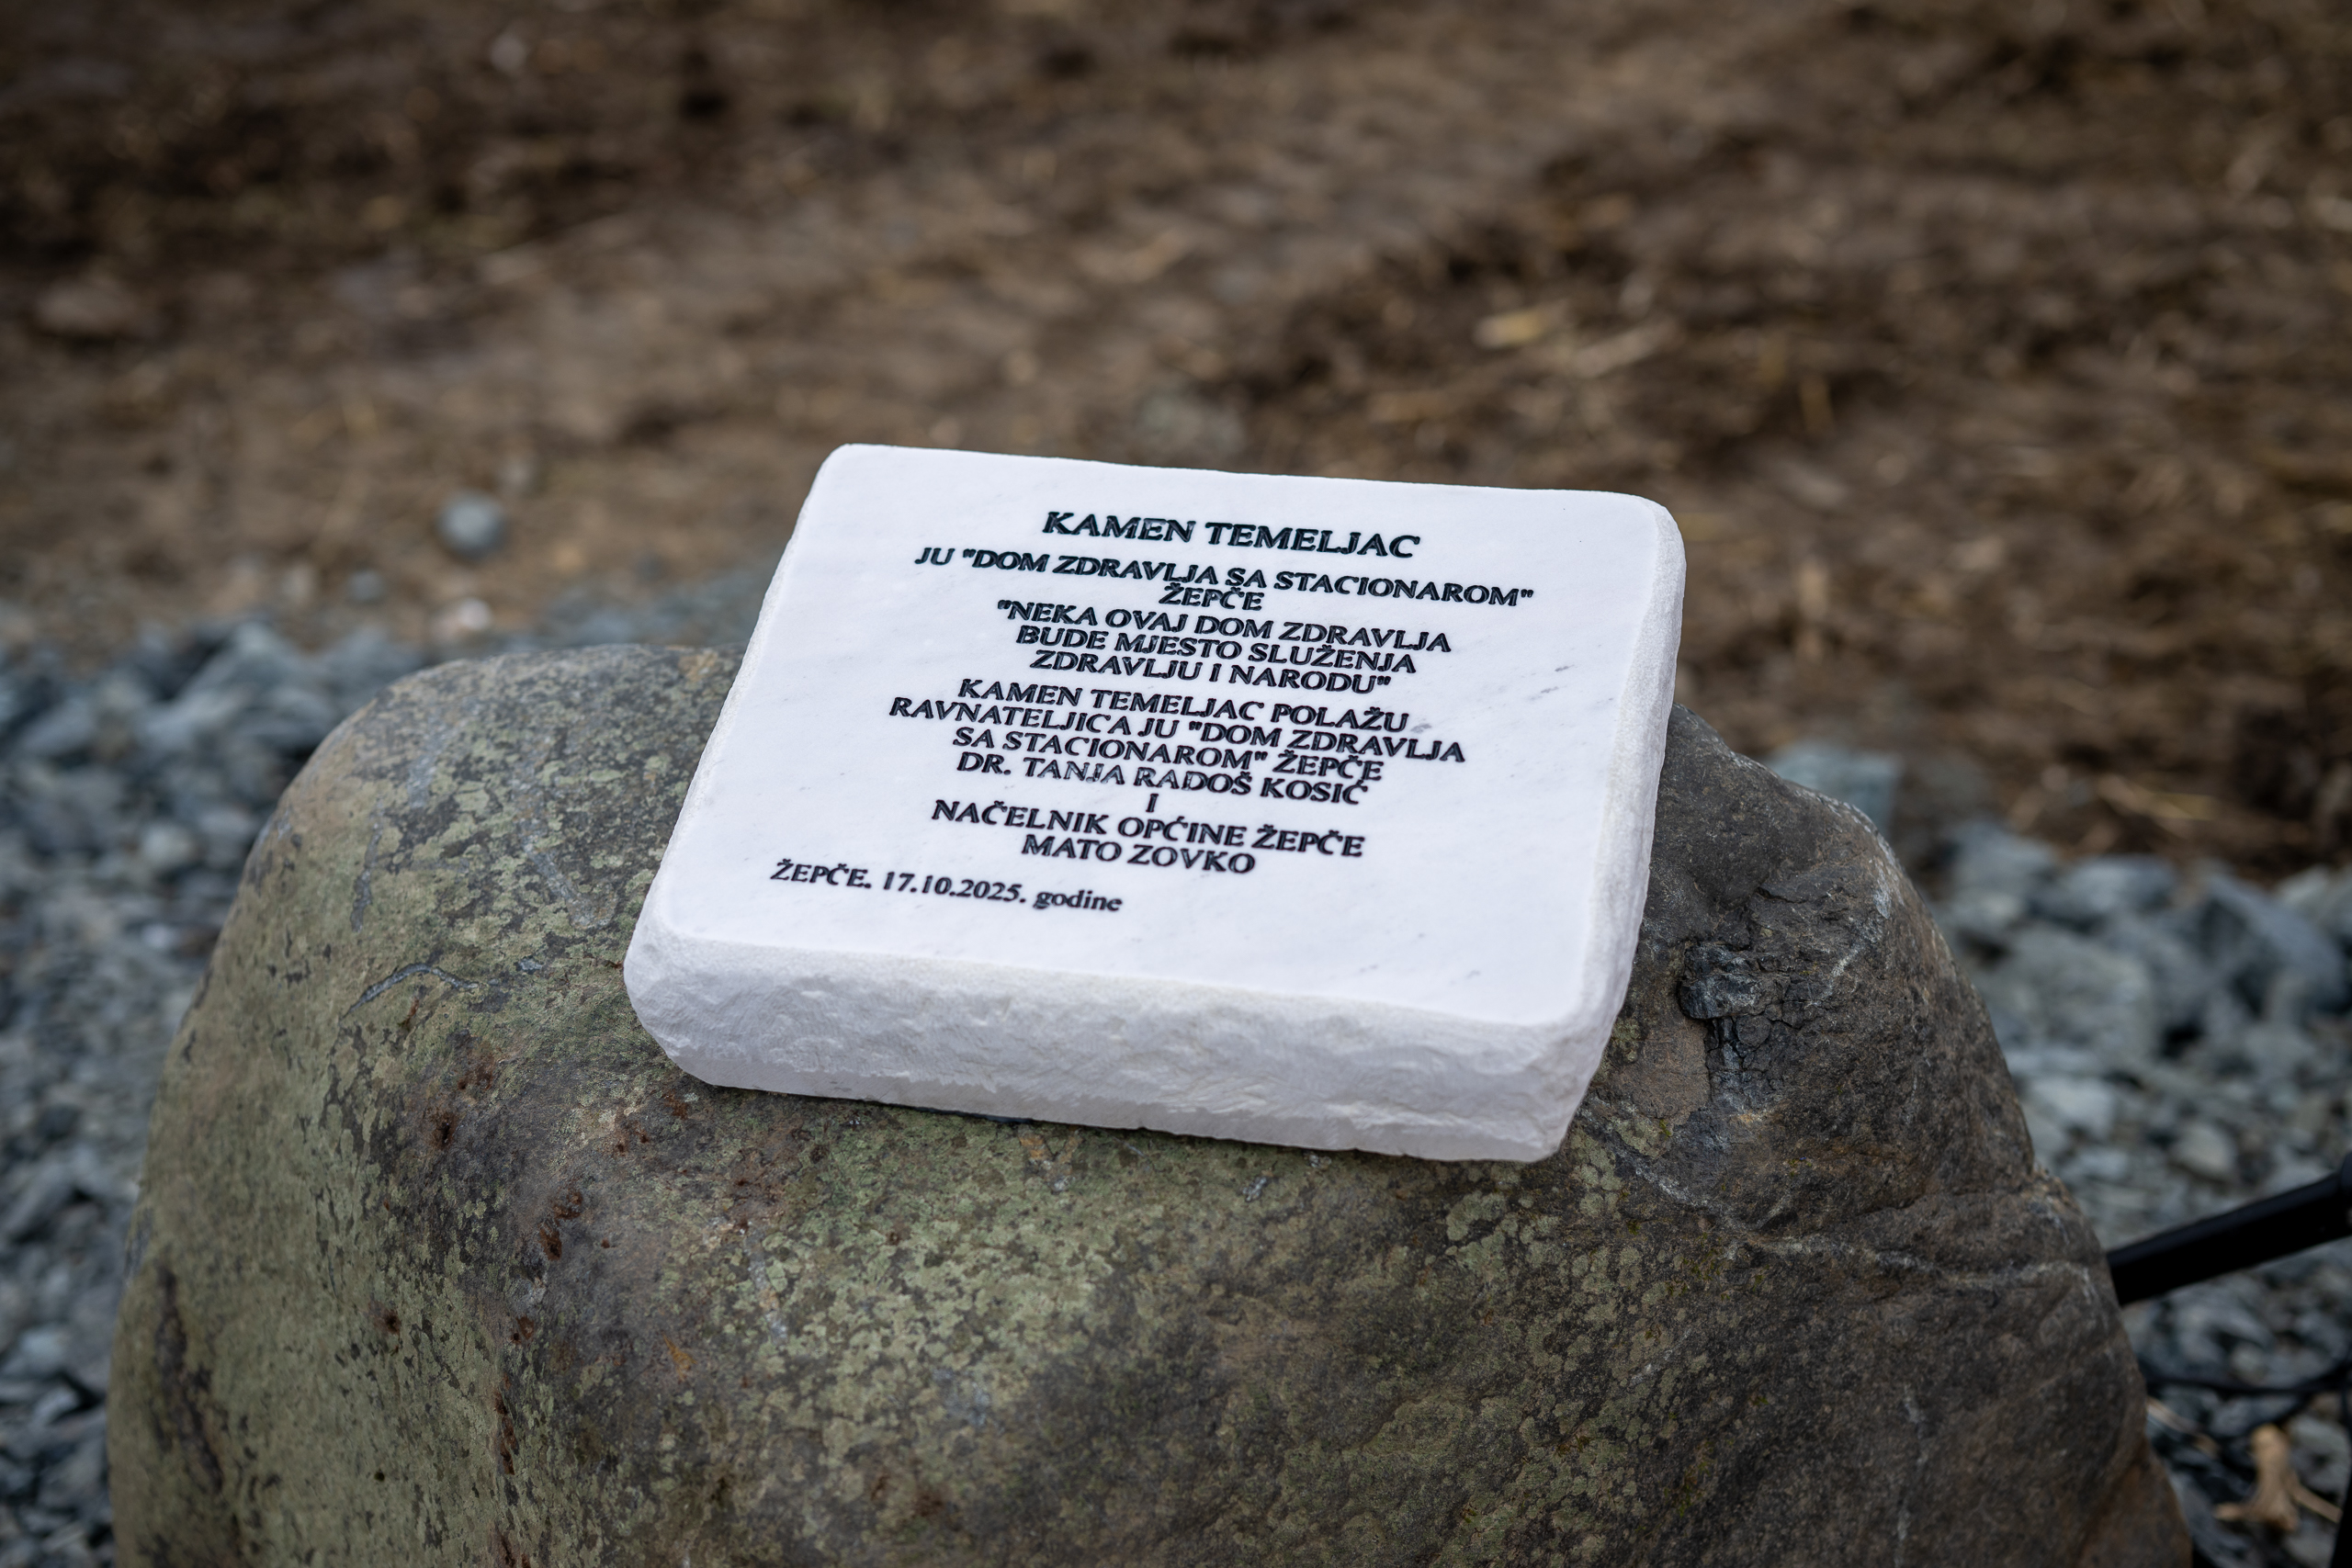 KAMEN TEMELJAC
JU "DOM ZDRAVLJA SA STACIONAROM"
ŽEPČE
"NEKA OVAJ DOM ZDRAVLJA
BUDE MJESTO SLUŽENJA
ZDRAVLJU I NARODU"
KAMEN TEMELJAC POLAŽU
RAVNATELJICA JU "DOM ZDRAVLJA
SA STACIONAROM" ŽEPČE
DR. TANJA RADOŠ KOSIĆ
I
NAČELNIK OPĆINE ŽEPČE
MATO ZOVKO
ŽEPČE. 17.10.2025. godine